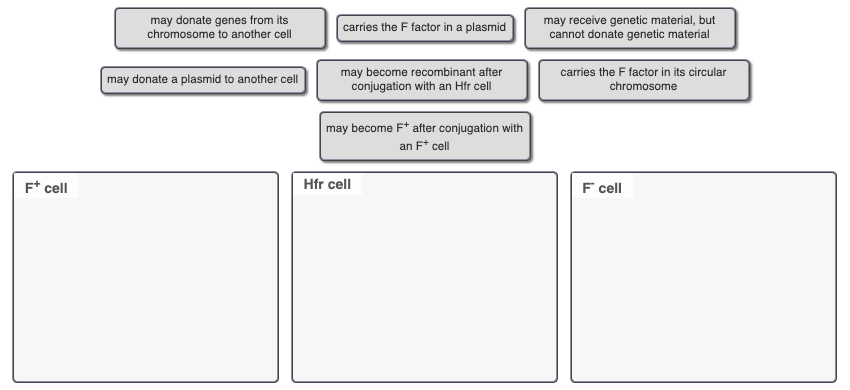 may donate genes from its
chromosome to another cell
carries the F factor in a plasmid
may receive genetic material, but
cannot donate genetic material
may donate a plasmid to another cell
may become recombinant after
conjugation with an Hfr cell
carries the F factor in its circular
chromosome
may become F⁺ after conjugation with
an F⁺ cell
F⁺ cell
Hfr cell
F⁻ cell